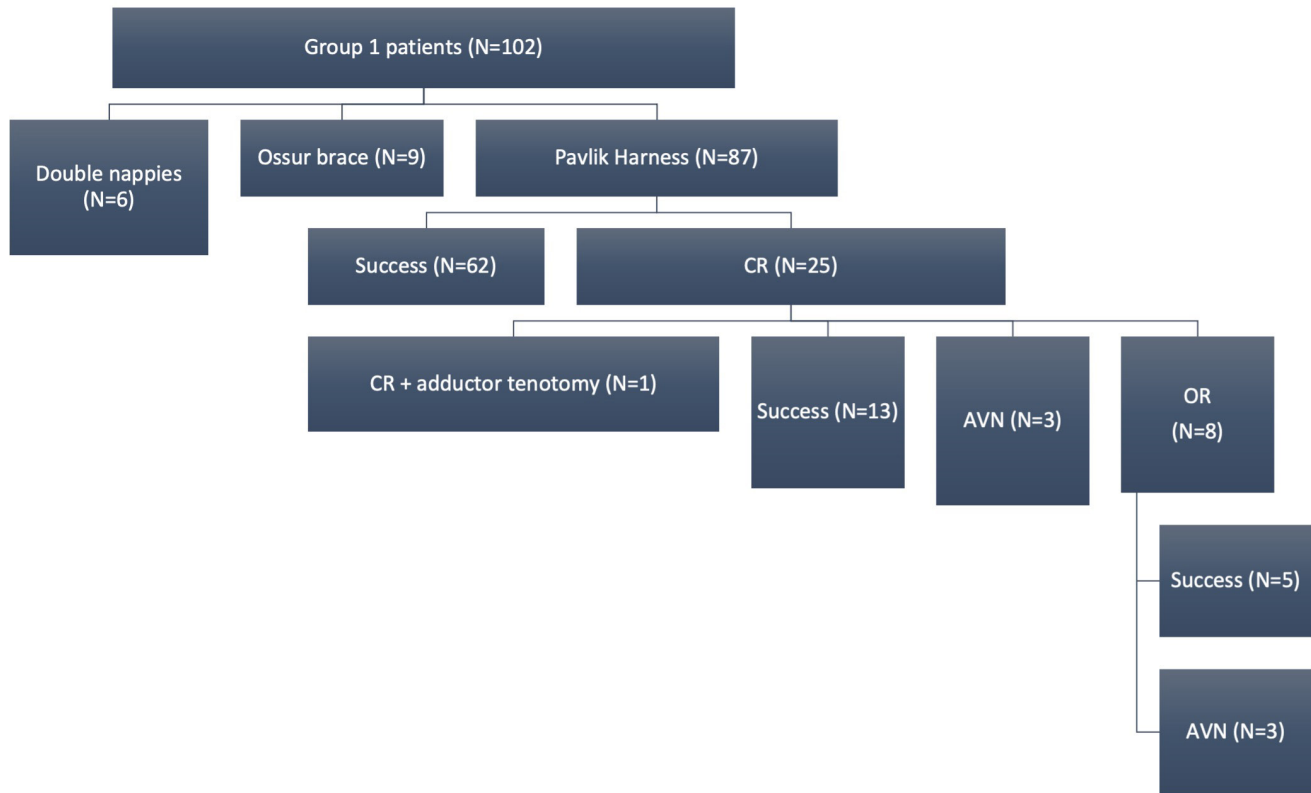 Group 1 patients (N=102)
Double nappies
(N=6)
Ossur brace (N=9)
Pavlik Harness (N=87)
Success (N=62)
CR (N=25)
CR + adductor tenotomy (N=1)
Success (N=13)
AVN (N=3)
OR
(N=8)
Success (N=5)
AVN (N=3)